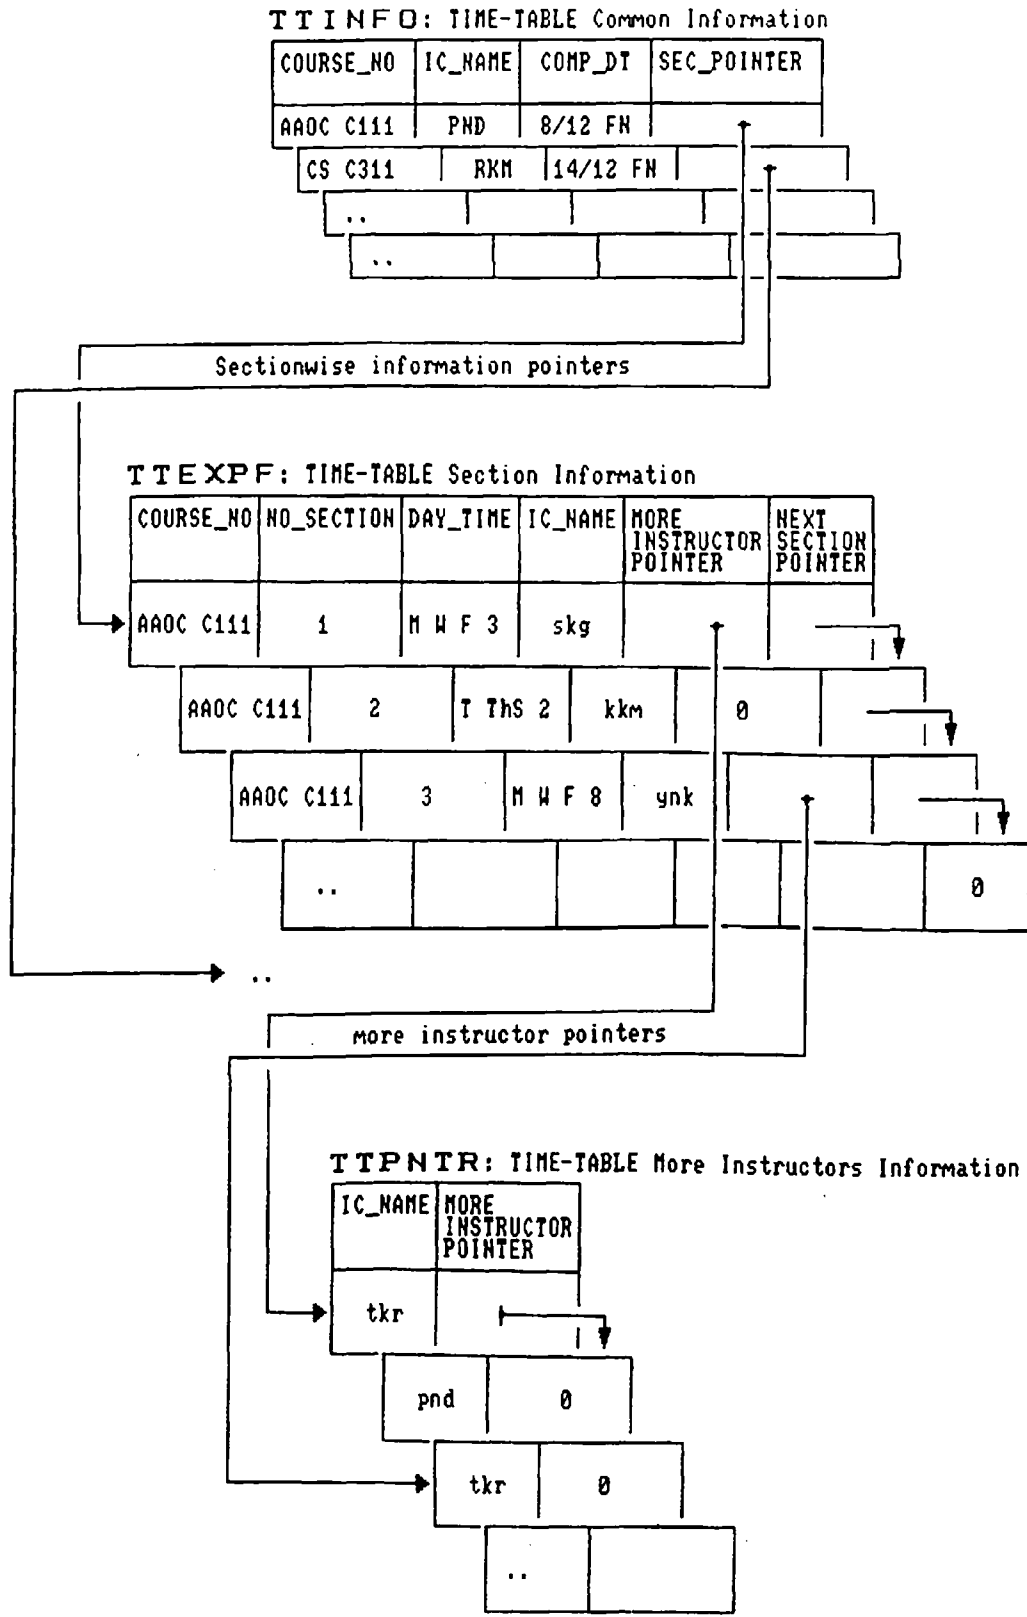 TTINFO: TIME-TABLE Common Information
COURSE_NO IC_NAME COMP_DT SEC_POINTER
AAOC C111 PND 8/12 FN
CS C311 RKM 14/12 FN
..
..
Sectionwise information pointers
TTEXPF: TIME-TABLE Section Information
COURSE_NO NO_SECTION DAY_TIME IC_NAME MORE INSTRUCTOR POINTER NEXT SECTION POINTER
AAOC C111 1 M W F 3 skg
AAOC C111 2 T ThS 2 kkm 0
AAOC C111 3 M W F 8 ynk
.. 0
..
more instructor pointers
TTPNTR: TIME-TABLE More Instructors Information
IC_NAME MORE INSTRUCTOR POINTER
tkr
pnd 0
tkr 0
..